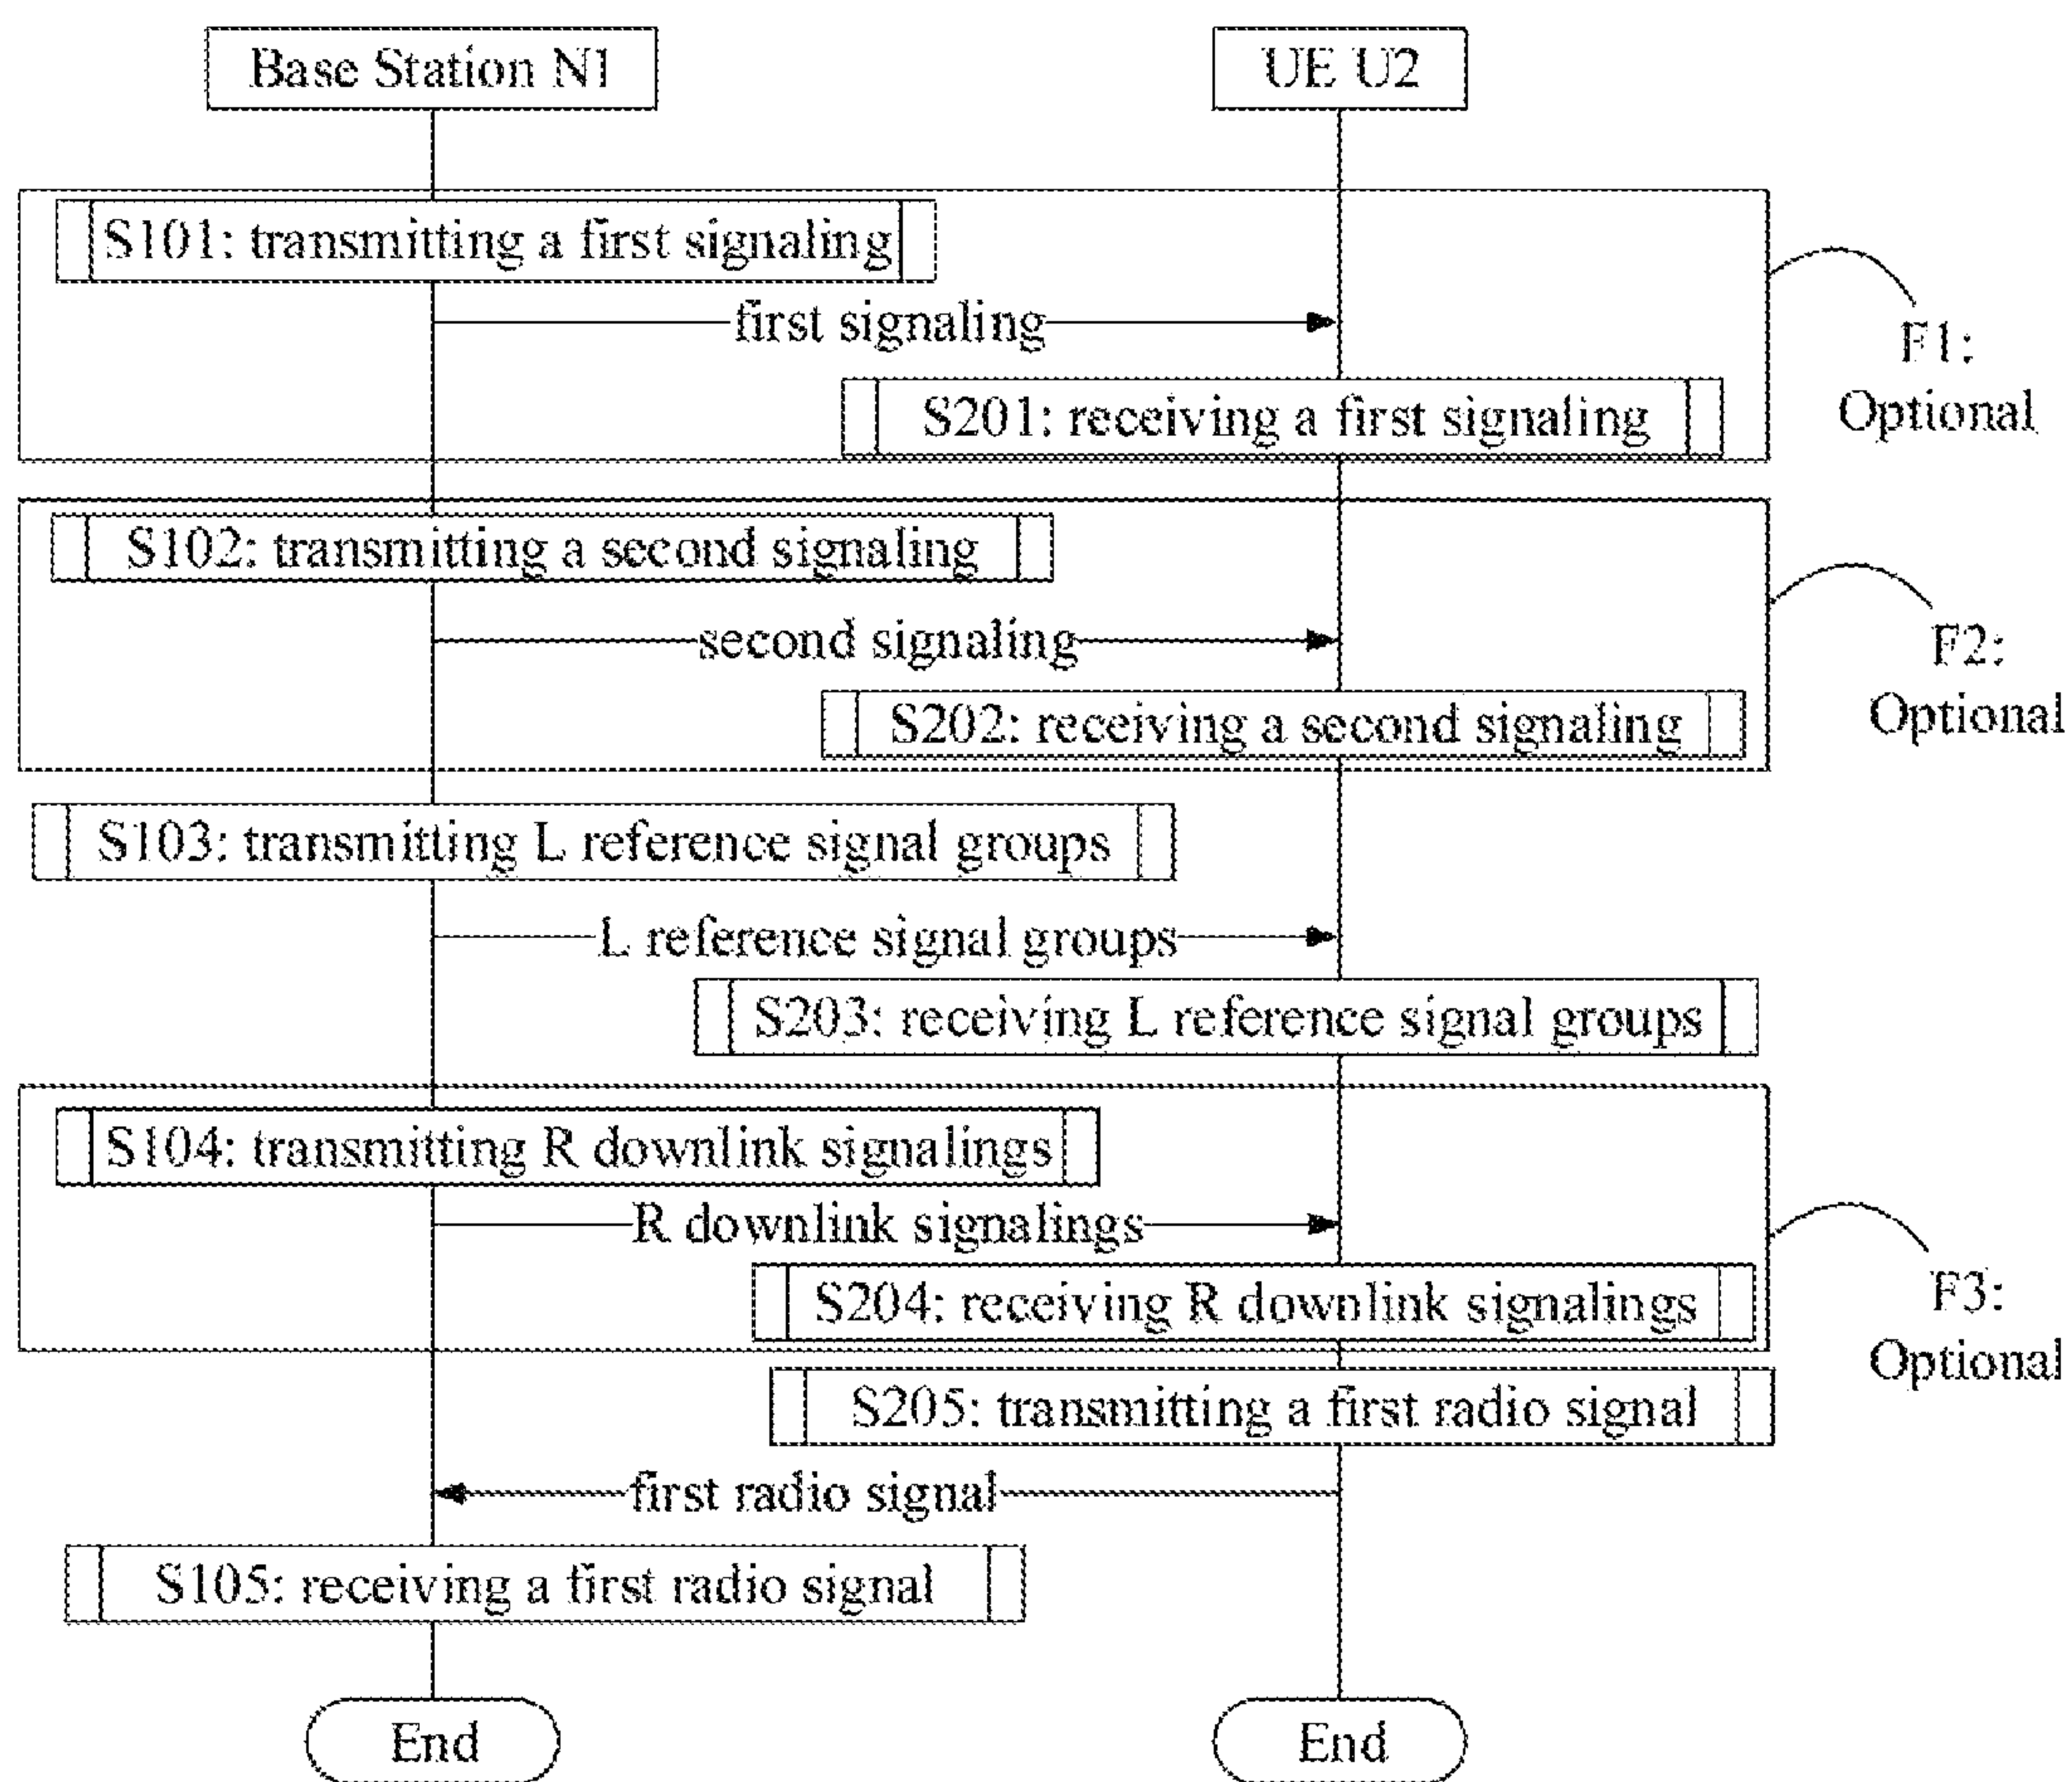 Base Station N1
UE U2
S101: transmitting a first signaling
first signaling
S201: receiving a first signaling
F1:
Optional
S102: transmitting a second signaling
second signaling
S202: receiving a second signaling
F2:
Optional
S103: transmitting L reference signal groups
L reference signal groups
S203: receiving L reference signal groups
S104: transmitting R downlink signalings
R downlink signalings
S204: receiving R downlink signalings
F3:
Optional
S205: transmitting a first radio signal
first radio signal
S105: receiving a first radio signal
End
End